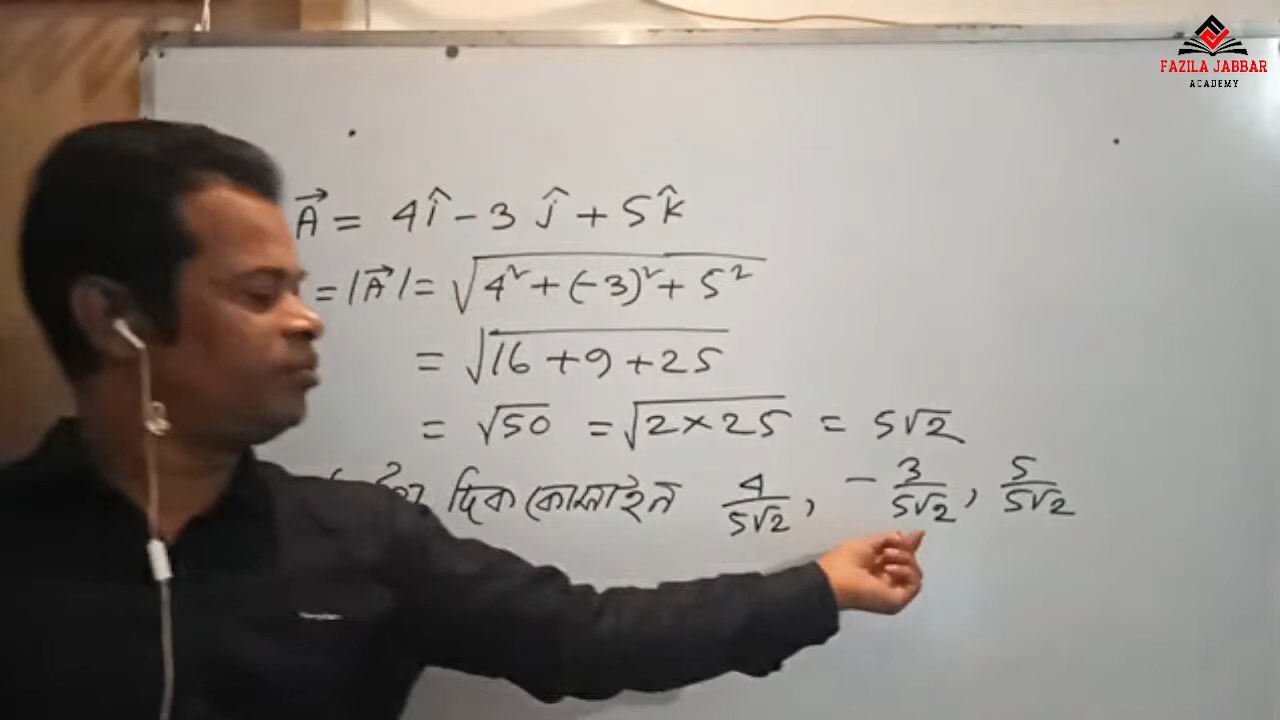 FAZILA JABBAR
ACADEMY
A⃗ = 4î - 3ĵ + 5k̂
= |A⃗| = √(4² + (-3)² + 5²)
= √(16 + 9 + 25)
= √50 = √(2 × 25) = 5√2
দিক কোসাইন 4/5√2, - 3/5√2, 5/5√2